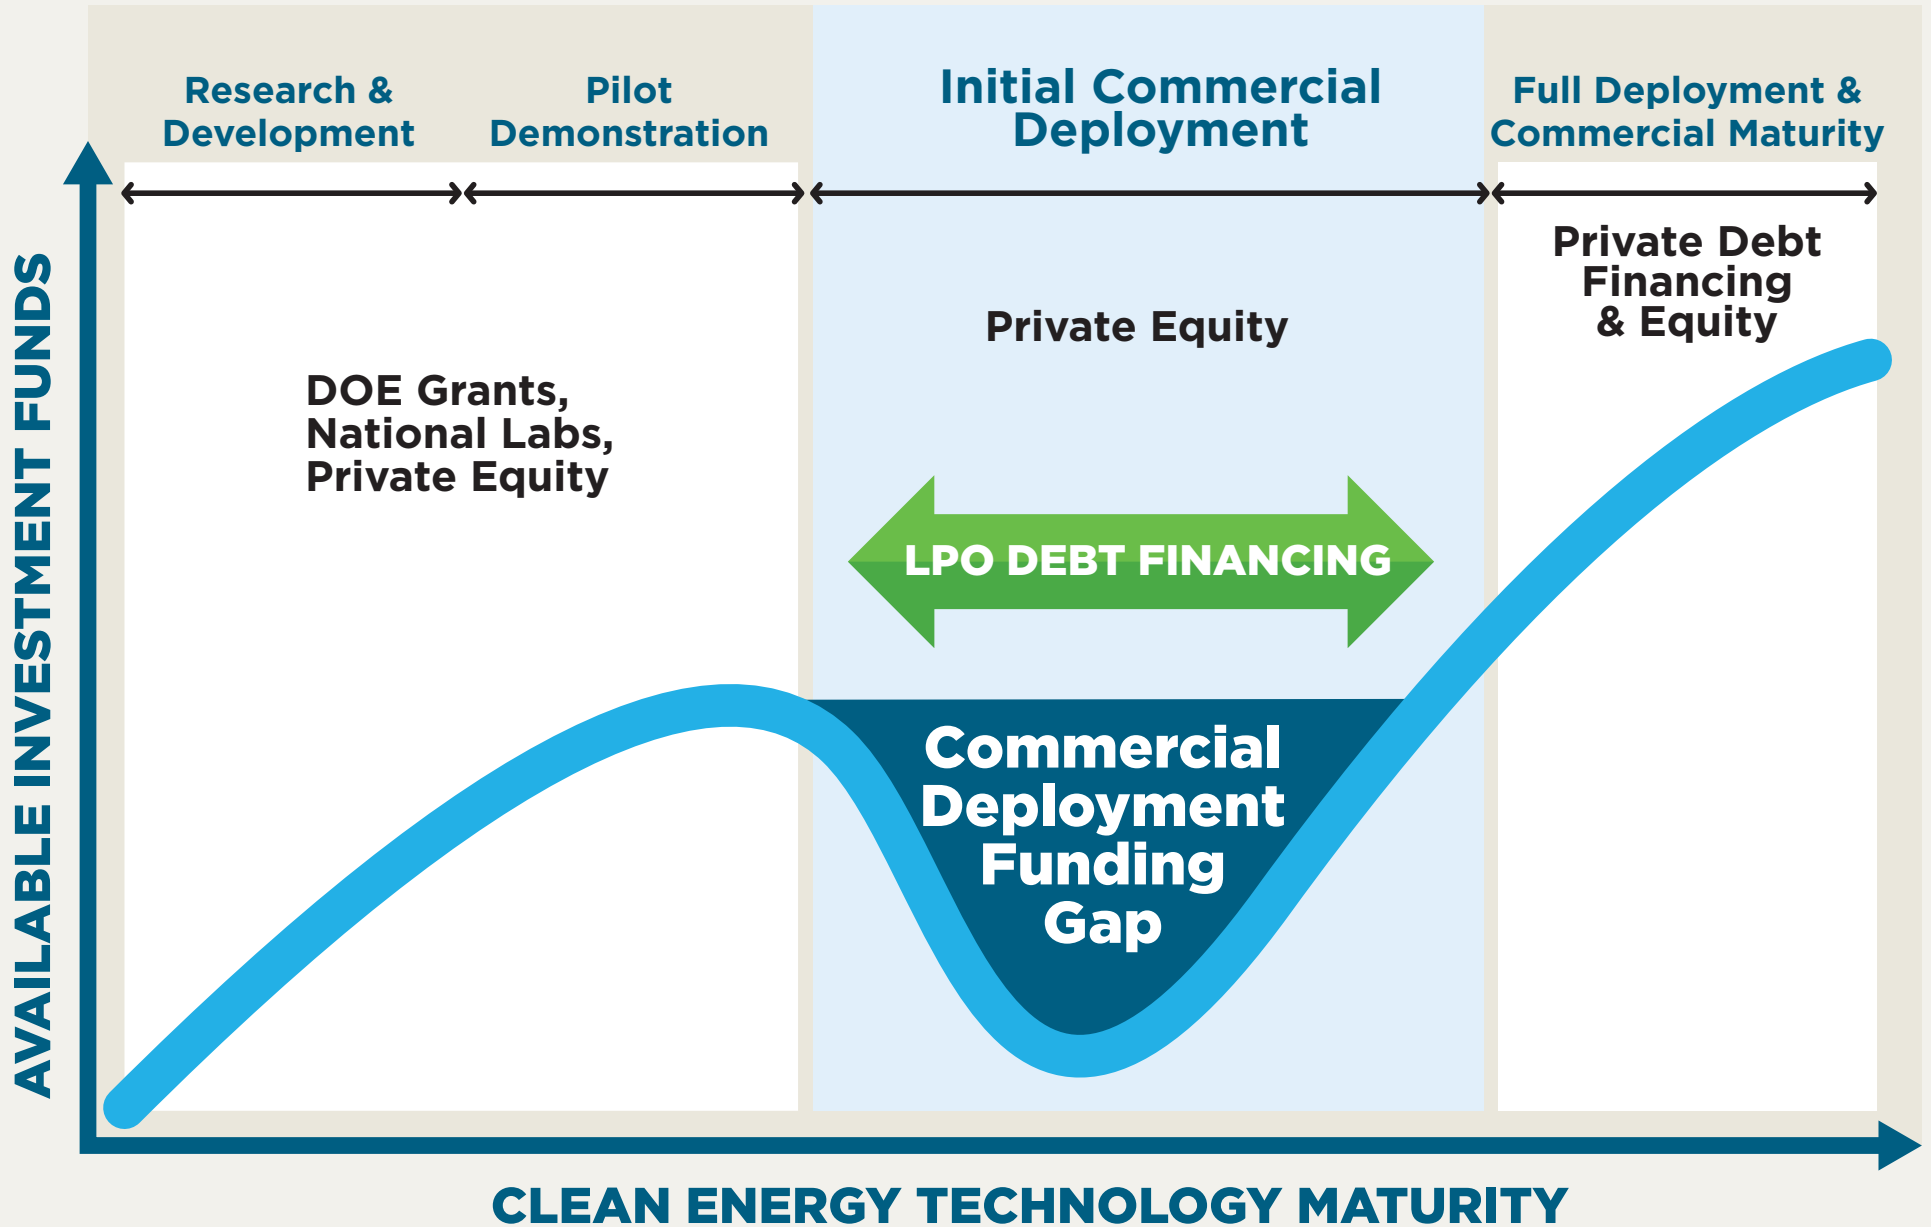 Research &
Development
Pilot
Demonstration
Initial Commercial
Deployment
Full Deployment &
Commercial Maturity
AVAILABLE INVESTMENT FUNDS
DOE Grants,
National Labs,
Private Equity
Private Equity
Private Debt
Financing
& Equity
LPO DEBT FINANCING
Commercial
Deployment
Funding
Gap
CLEAN ENERGY TECHNOLOGY MATURITY